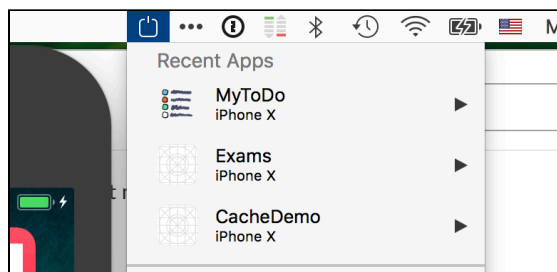 M
Recent Apps
MyToDo
iPhone X
Exams
iPhone X
CacheDemo
iPhone X